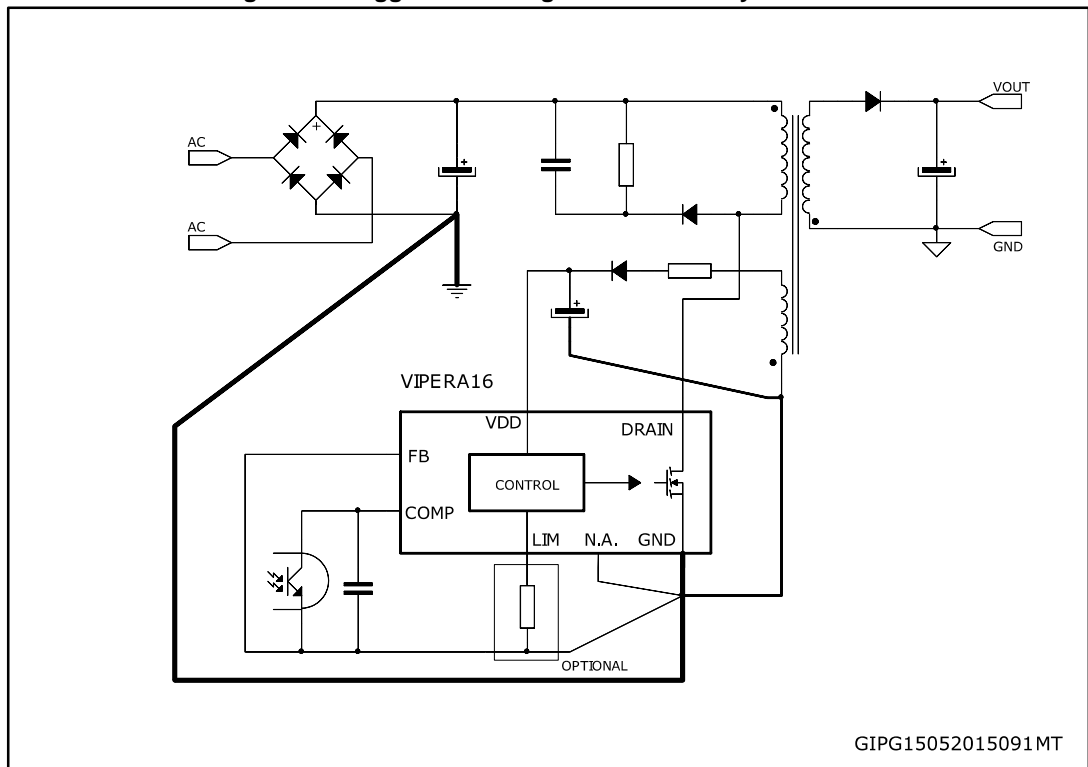 VOUT
+
AC
+
+
AC
GND
+
VIPERA16
VDD
DRAIN
FB
CONTROL
COMP
LIM N.A. GND
OPTIONAL
GIPG15052015091MT